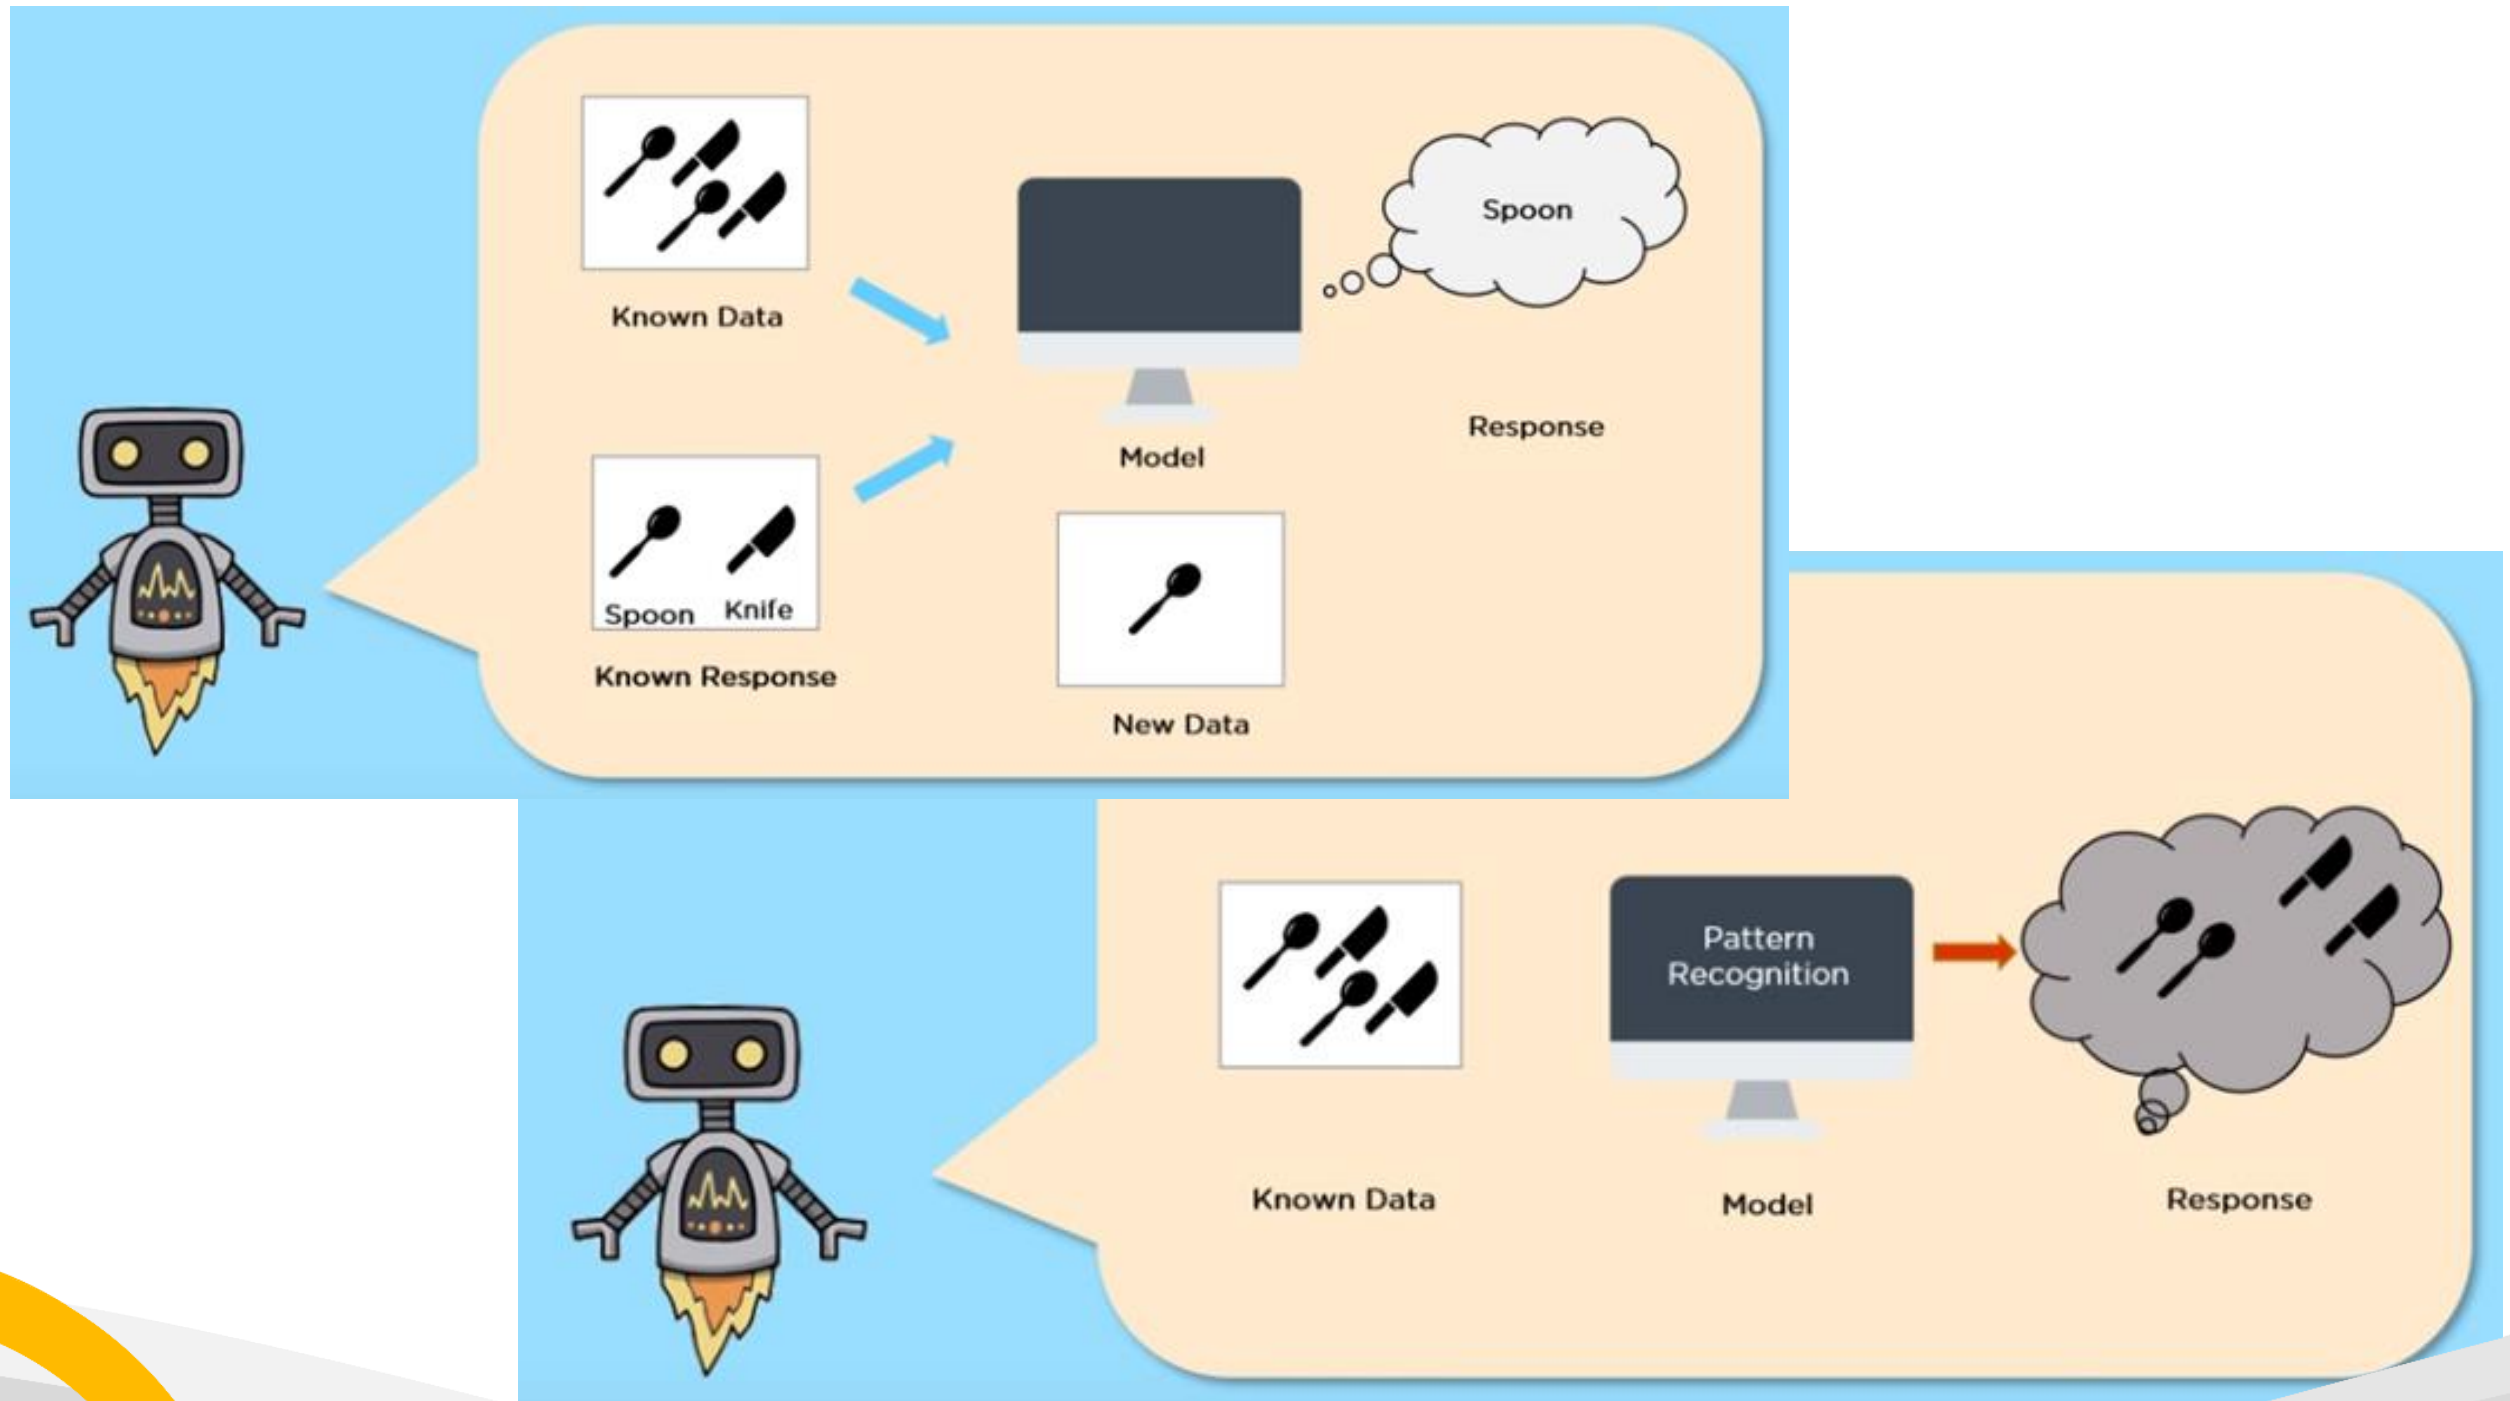 Known Data
Spoon
Model
Response
Spoon Knife
Known Response
New Data
Pattern
Recognition
Known Data
Model
Response